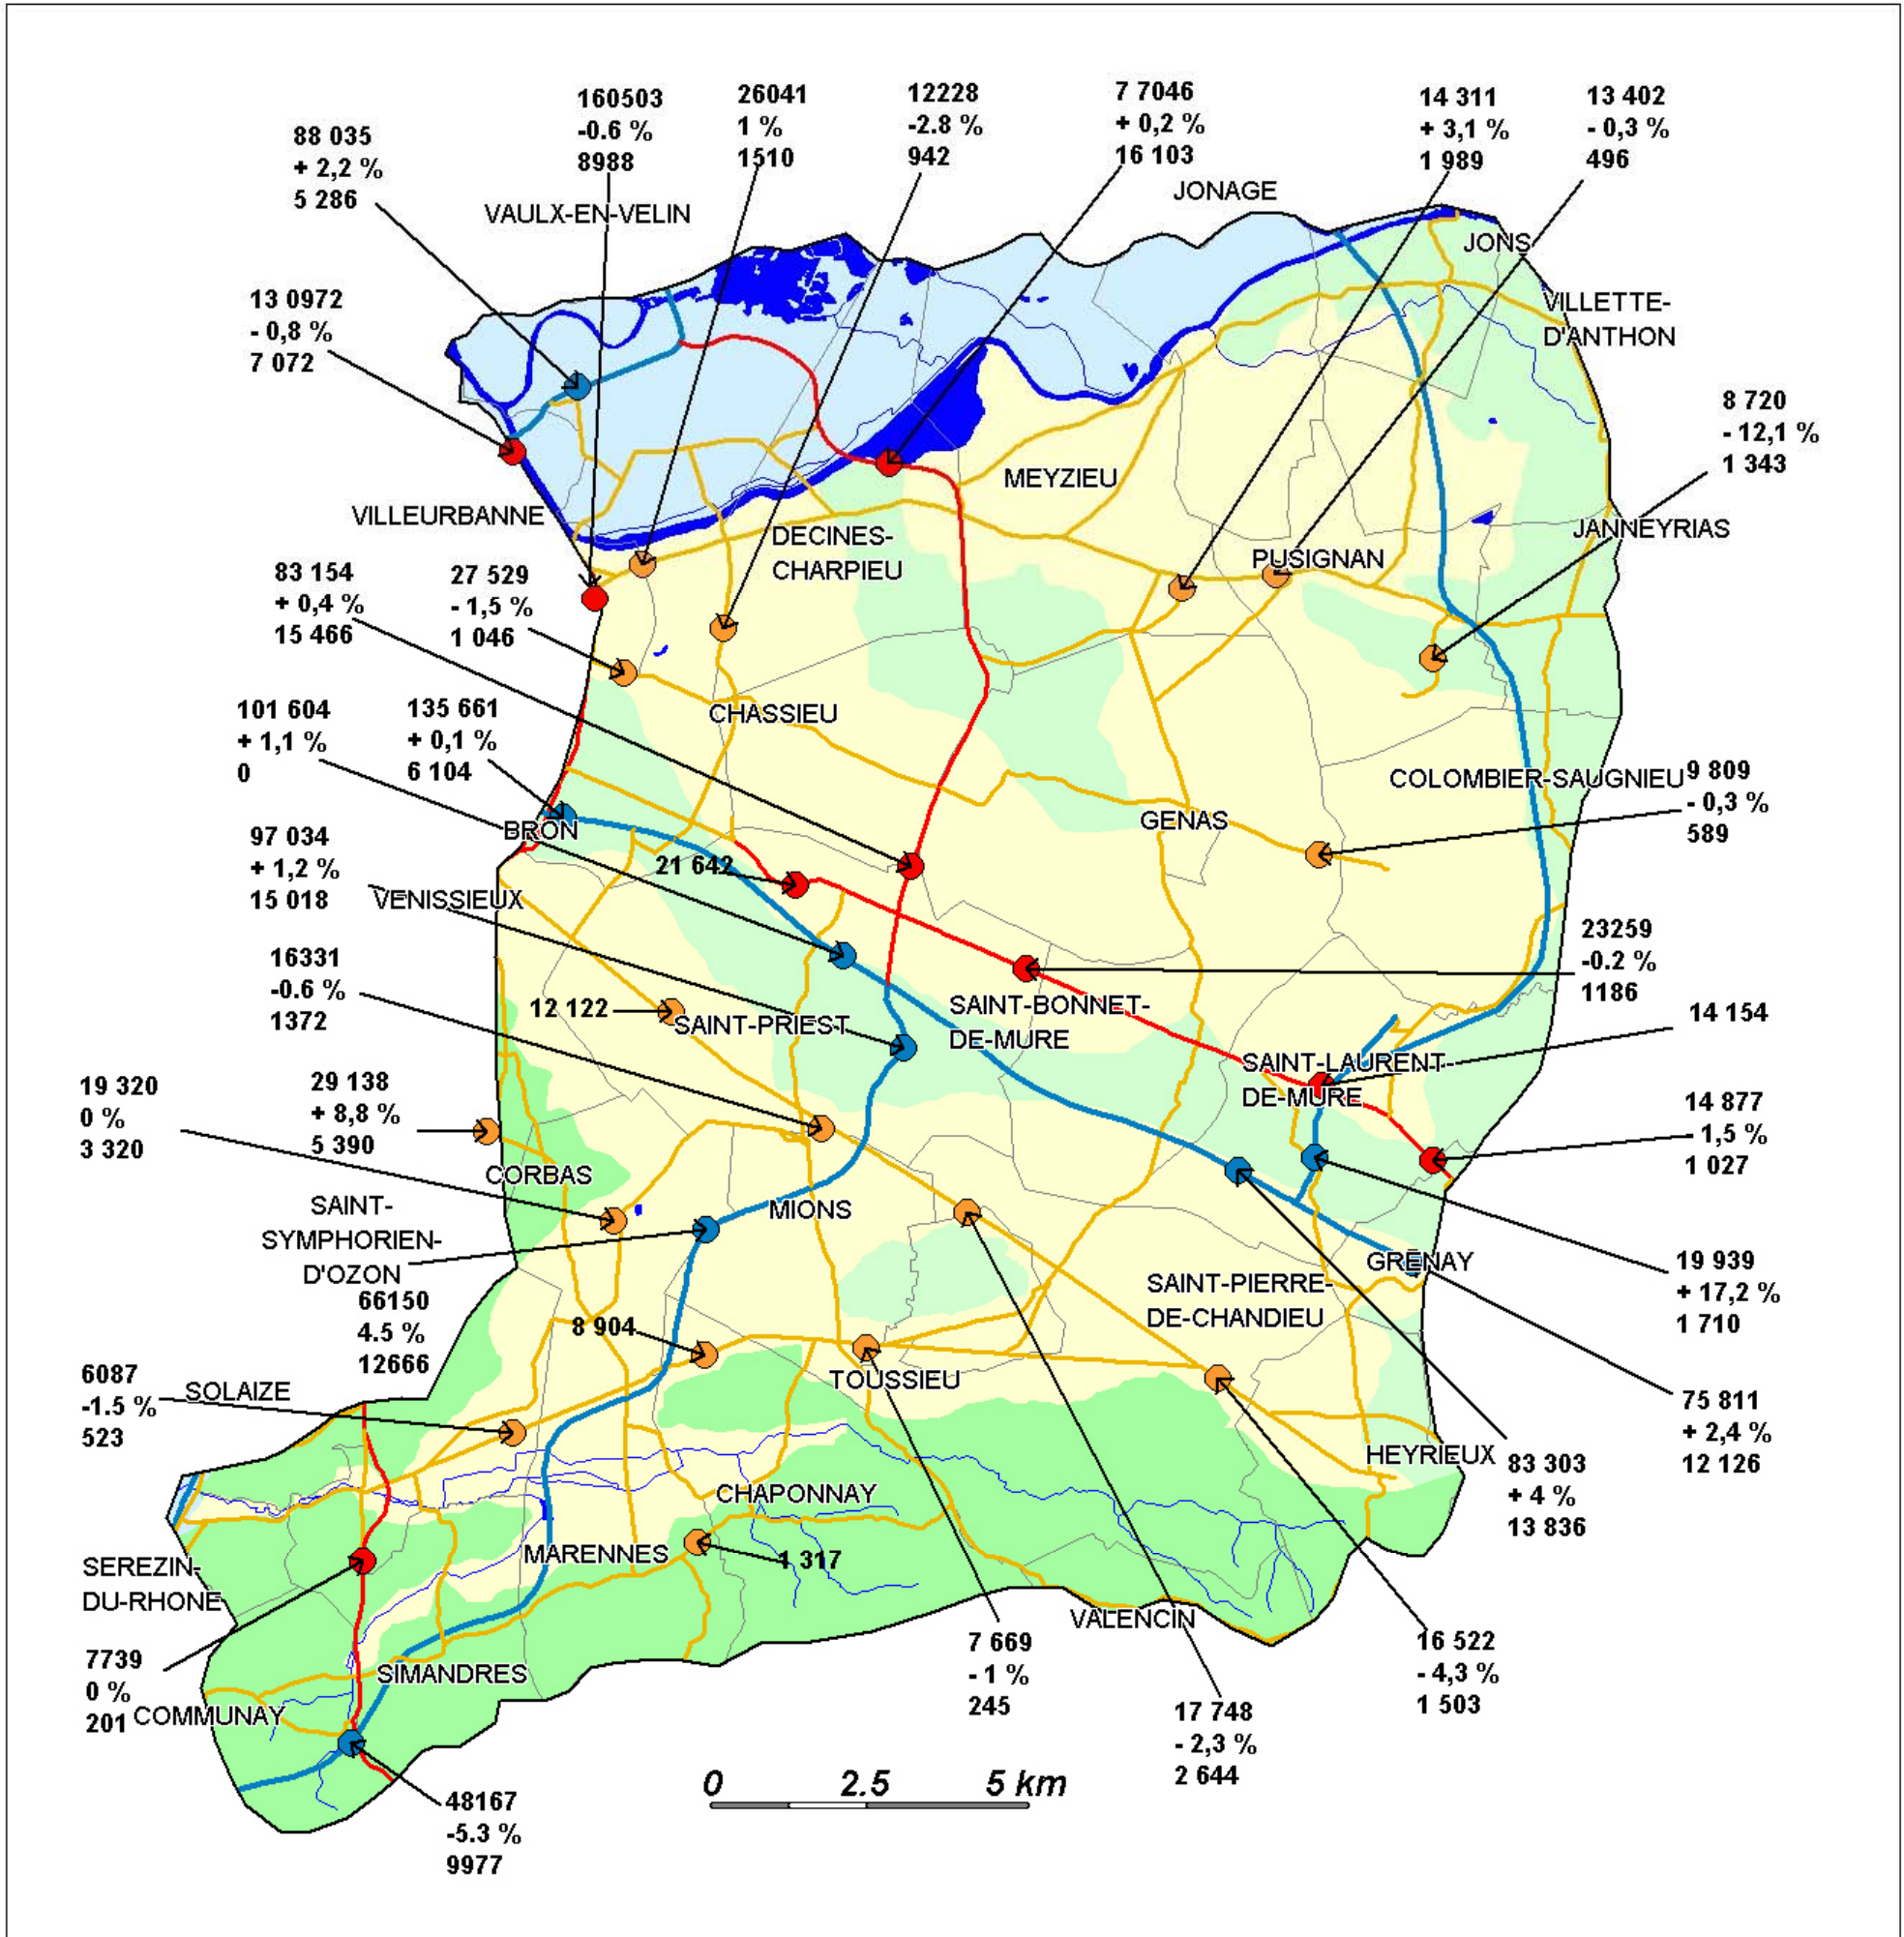 160503
-0.6 %
8988
26041
1 %
1510
12228
-2.8 %
942
7 7046
+ 0,2 %
16 103
14 311
+ 3,1 %
1 989
13 402
- 0,3 %
496
88 035
+ 2,2 %
5 286
VAULX-EN-VELIN
JONAGE
JONS
VILLETTE-
D'ANTHON
13 0972
- 0,8 %
7 072
8 720
- 12,1 %
1 343
MEYZIEU
VILLEURBANNE
DECINES-
CHARPIEU
JANNEYRIAS
PUSIGNAN
83 154
+ 0,4 %
15 466
27 529
- 1,5 %
1 046
101 604
+ 1,1 %
0
135 661
+ 0,1 %
6 104
CHASSIEU
COLOMBIER-SAUGNIEU
9 809
- 0,3 %
589
GENAS
BRON
97 034
+ 1,2 %
15 018
21 642
VENISSIEUX
23259
-0.2 %
1186
16331
-0.6 %
1372
12 122
SAINT-PRIEST
SAINT-BONNET-
DE-MURE
14 154
SAINT-LAURENT-
DE-MURE
19 320
0 %
3 320
29 138
+ 8,8 %
5 390
14 877
- 1,5 %
1 027
CORBAS
SAINT-
SYMPHORIEN-
D'OZON
66150
4.5 %
12666
MIONS
GRENAY
19 939
+ 17,2 %
1 710
SAINT-PIERRE-
DE-CHANDIEU
8 904
TOUSSIEU
6087
-1.5 %
523
SOLAIZE
75 811
+ 2,4 %
12 126
HEYRIEUX
83 303
+ 4 %
13 836
CHAPONNAY
MARENNES
1 317
SEREZIN-
DU-RHONE
VALENCIN
7 669
- 1 %
245
16 522
- 4,3 %
1 503
7739
0 %
201
SIMANDRES
COMMUNAY
17 748
- 2,3 %
2 644
0 2.5 5 km
48167
-5.3 %
9977